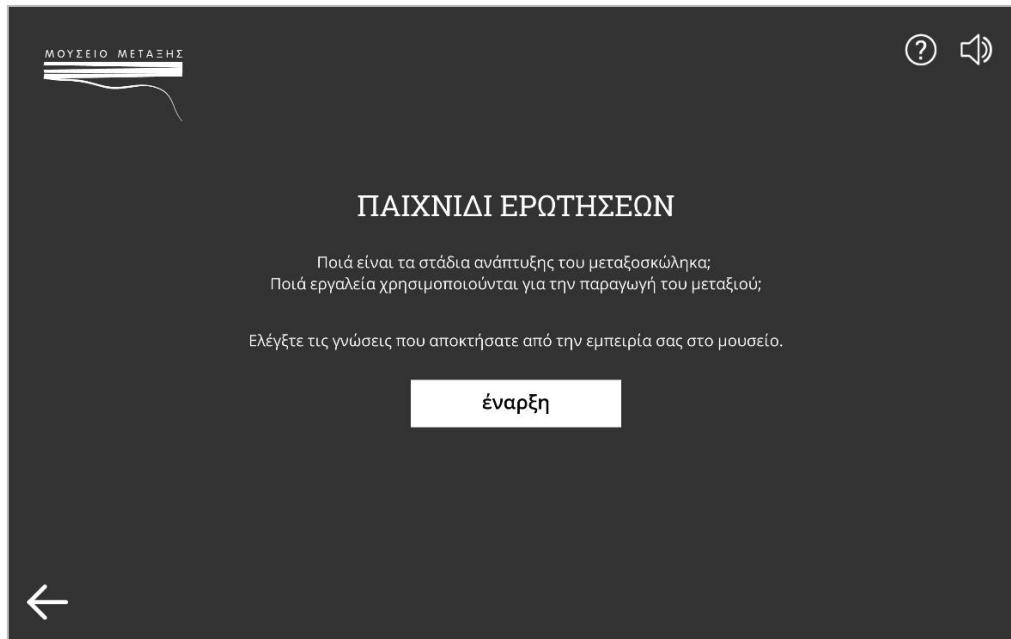 ΜΟΥΣΕΙΟ ΜΕΤΑΞΗΣ
ΠΑΙΧΝΙΔΙ ΕΡΩΤΗΣΕΩΝ
Ποιά είναι τα στάδια ανάπτυξης του μεταξοσκώληκα;
Ποιά εργαλεία χρησιμοποιούνται για την παραγωγή του μεταξιού;
Ελέγξτε τις γνώσεις που αποκτήσατε από την εμπειρία σας στο μουσείο.
έναρξη